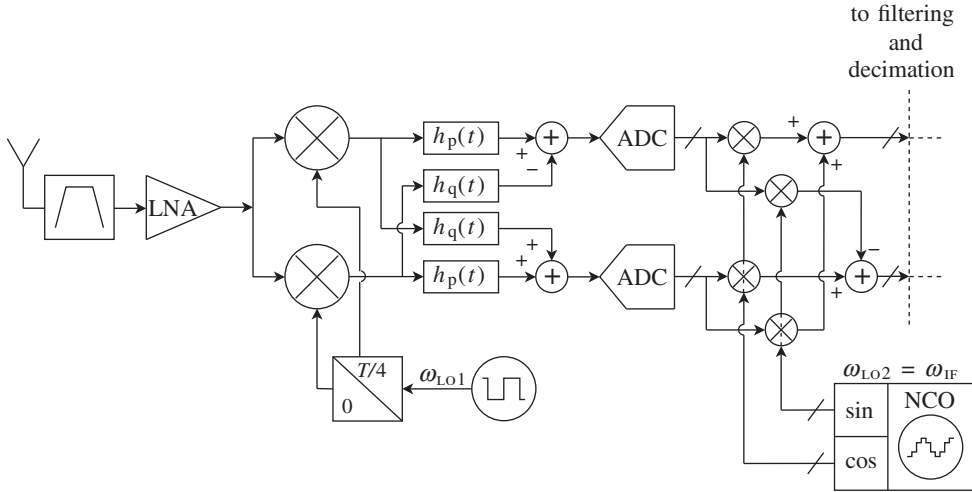 to filtering
and
decimation
+
+
ADC
+
+
h_p(t)
+
−
h_q(t)
LNA
h_q(t)
+
−
+
h_p(t)
+
ADC
+
+
T/4
0
ω_LO1
ω_LO2 = ω_IF
sin
NCO
cos